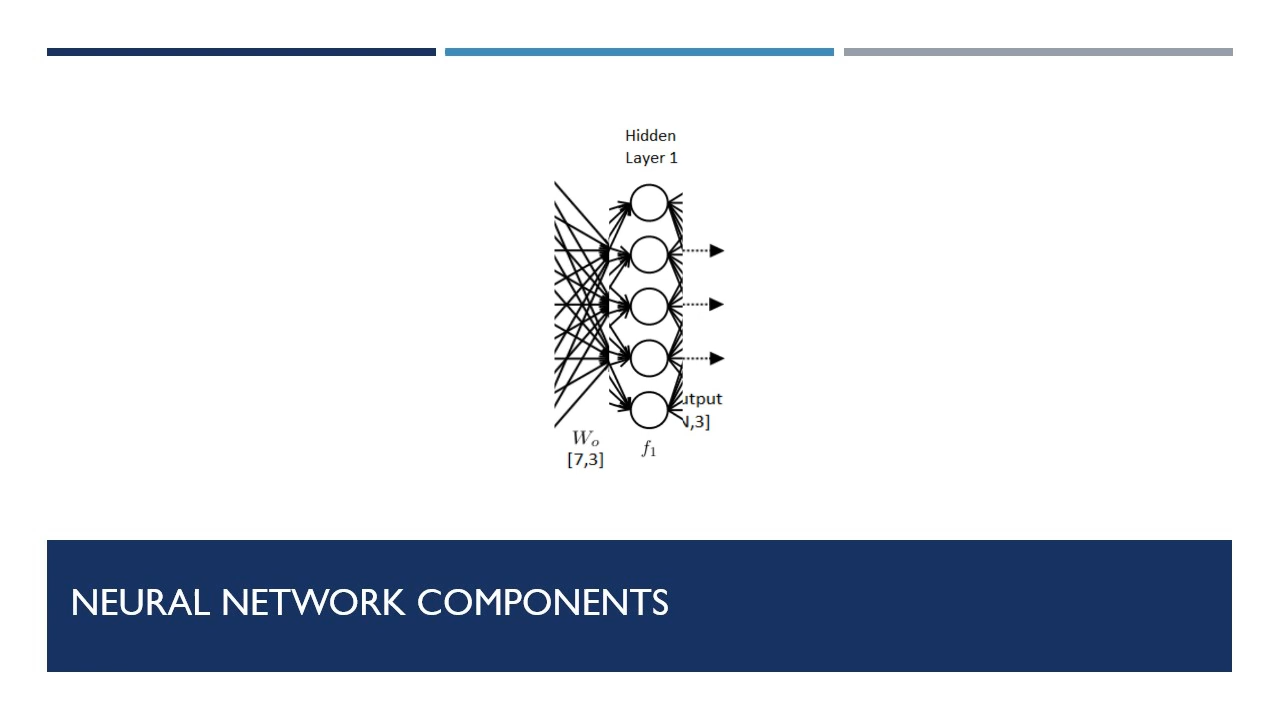 Hidden
Layer 1
utput
,3]
W_o
[7,3]
f_1
NEURAL NETWORK COMPONENTS